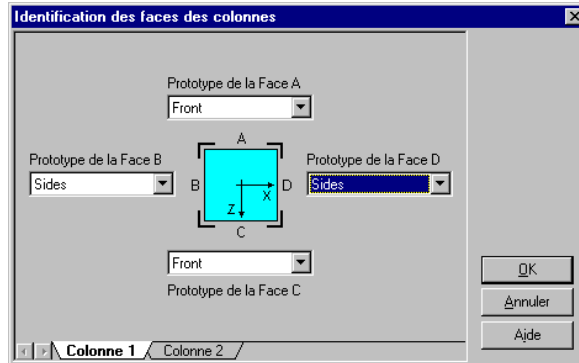 Identification des faces des colonnes
Prototype de la Face A
Front
Prototype de la Face B
Sides
A
B
D
X
Z
C
Prototype de la Face D
Sides
Front
Prototype de la Face C
OK
Annuler
Aide
Colonne 1
Colonne 2